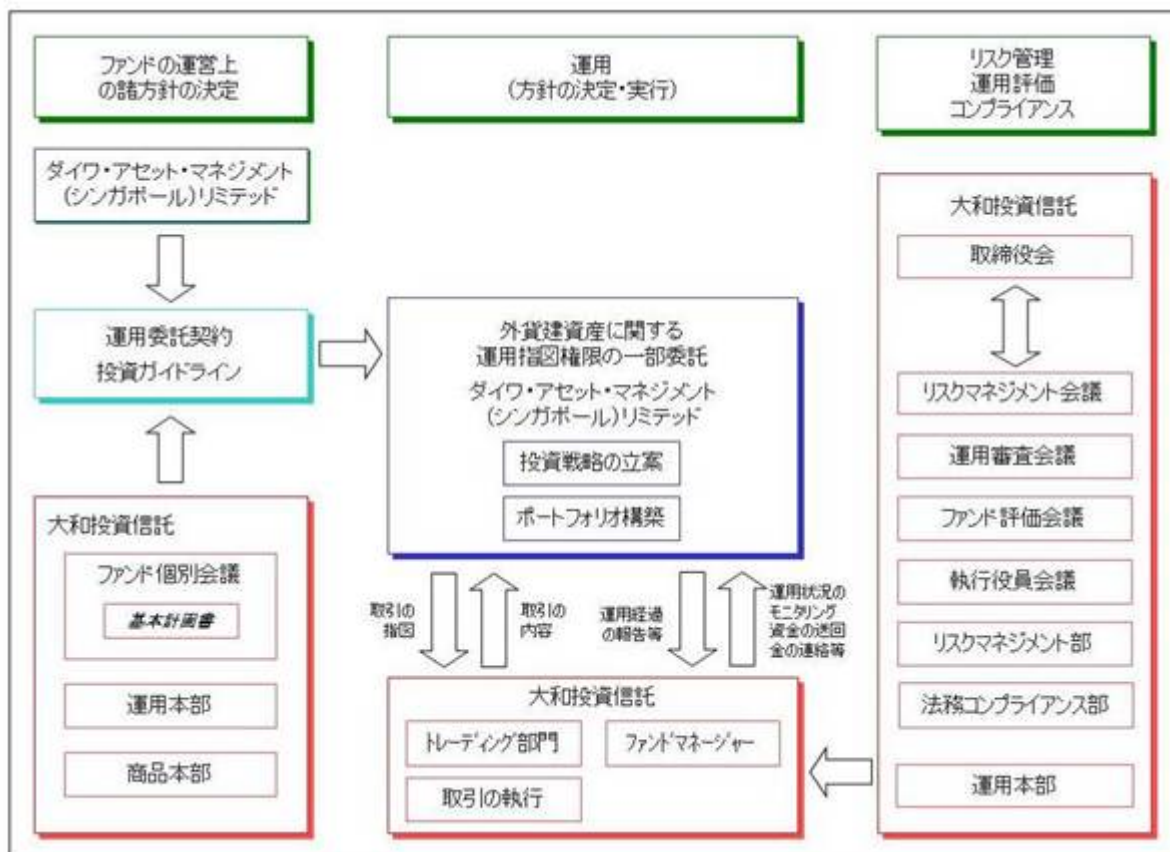 ファンドの運営上
の諸方針の決定
ダイワ・アセット・マネジメント
(シンガポール)リミテッド
運用委託契約
投資ガイドライン
大和投資信託
ファンド個別会議
基本計画書
運用本部
商品本部
運用
(方針の決定・実行)
外貨建資産に関する
運用指図権限の一部委託
ダイワ・アセット・マネジメント
(シンガポール)リミテッド
投資戦略の立案
ポートフォリオ構築
取引の
指図
取引の
内容
運用経過
の報告等
運用状況の
モニタリング
資金の送回
金の連絡等
大和投資信託
トレーディング部門
ファンドマネージャー
取引の執行
リスク管理
運用評価
コンプライアンス
大和投資信託
取締役会
リスクマネジメント会議
運用審査会議
ファンド評価会議
執行役員会議
リスクマネジメント部
法務コンプライアンス部
運用本部